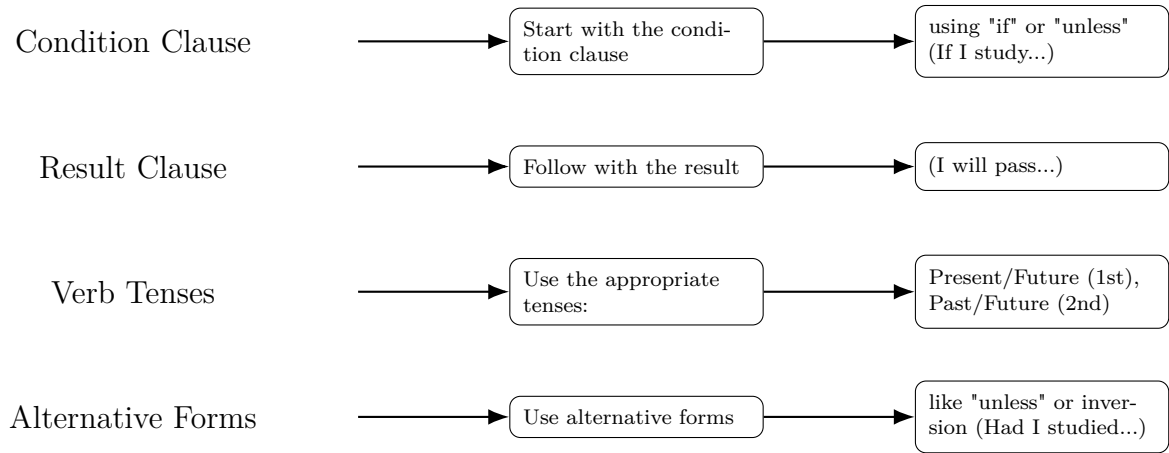 Condition Clause
Start with the condi-
tion clause
using "if" or "unless"
(If I study...)
Result Clause
Follow with the result
(I will pass...)
Verb Tenses
Use the appropriate
tenses:
Present/Future (1st),
Past/Future (2nd)
Alternative Forms
Use alternative forms
like "unless" or inver-
sion (Had I studied...)